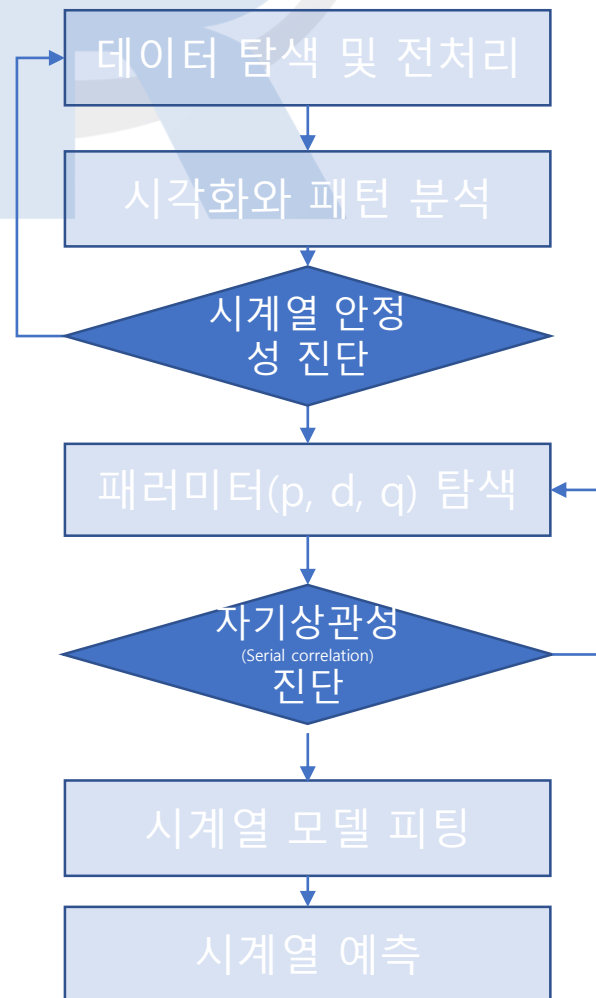 데이터 탐색 및 전처리
시각화와 패턴 분석
시계열 안정
성 진단
패러미터(p, d, q) 탐색
자기상관성
(Serial correlation)
진단
시계열 모델 피팅
시계열 예측